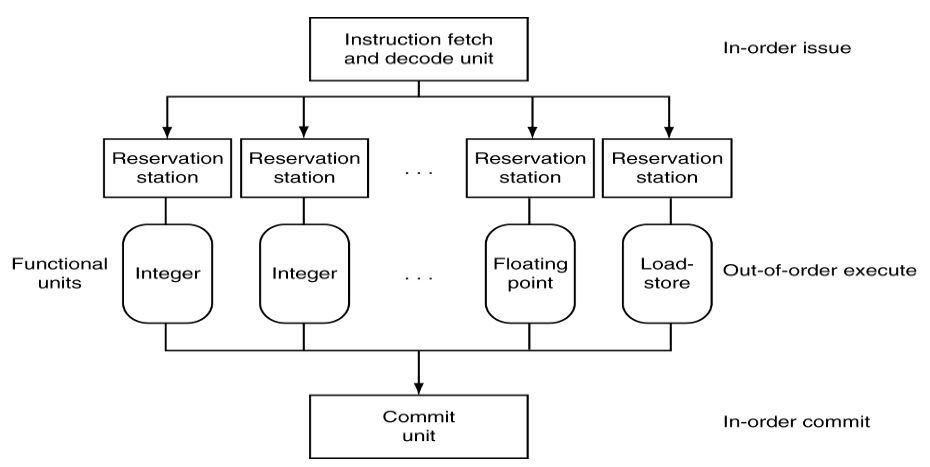 Instruction fetch
and decode unit
In-order issue
Reservation
station
Reservation
station
. . .
Reservation
station
Reservation
station
Functional
units
Integer
Integer
. . .
Floating
point
Load-
store
Out-of-order execute
Commit
unit
In-order commit